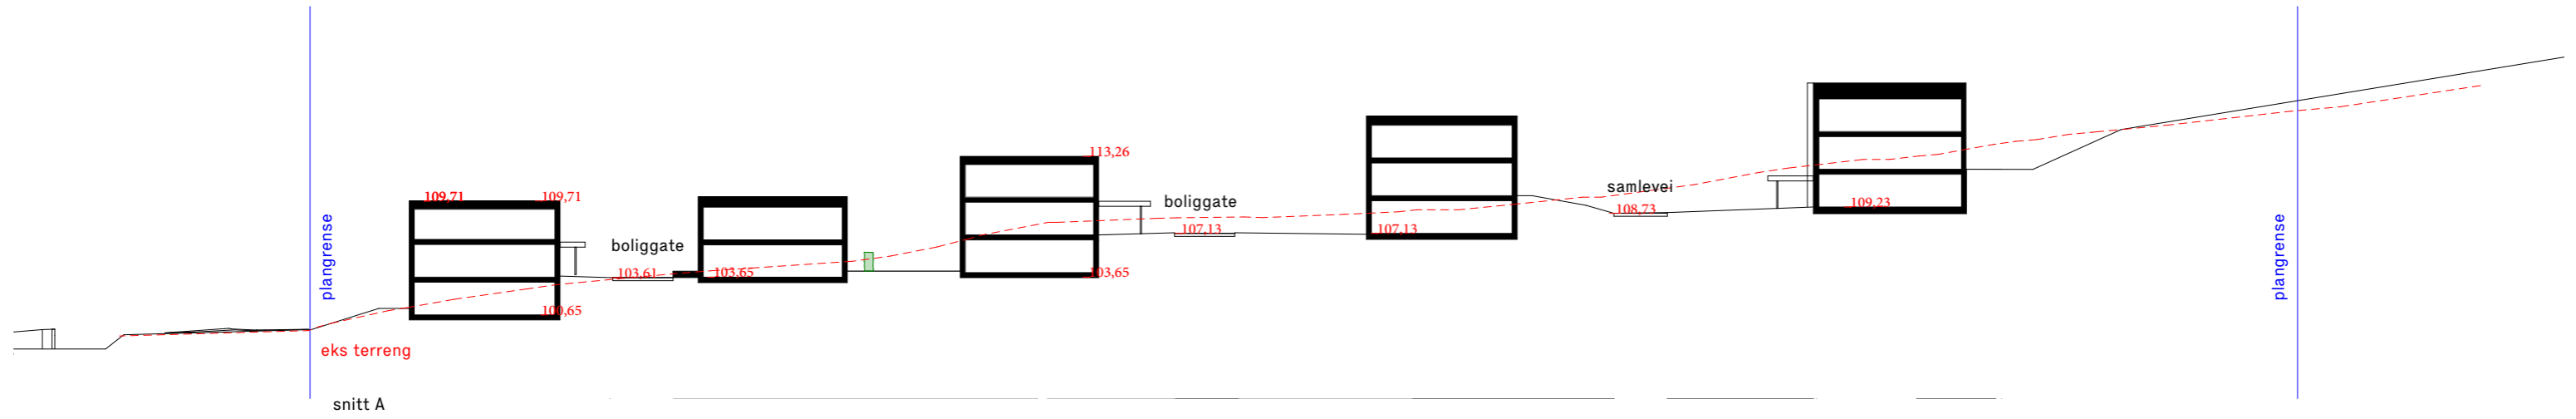 113,26
samlevei
109,71
109,71
boliggate
109,23
108,73
plangrense
boliggate
107,13
107,13
plangrense
103,61
103,65
103,65
100,65
eks terreng
snitt A